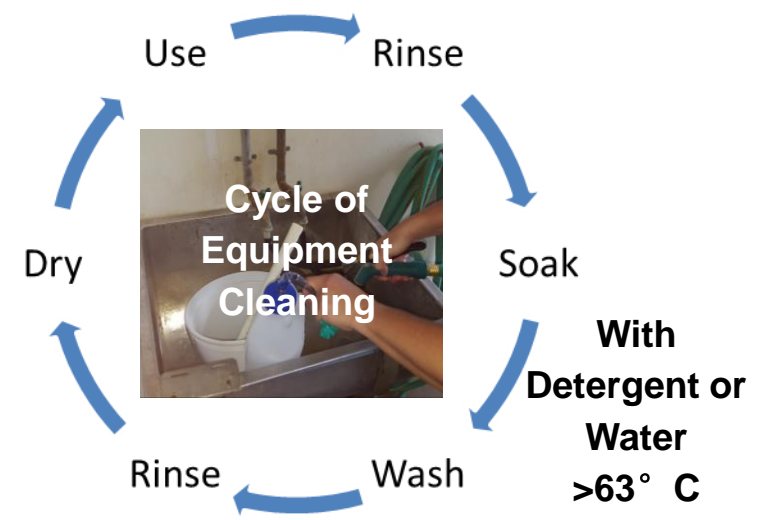 Use
Rinse
Soak
With
Detergent or
Water
>63° C
Wash
Rinse
Dry
Cycle of
Equipment
Cleaning